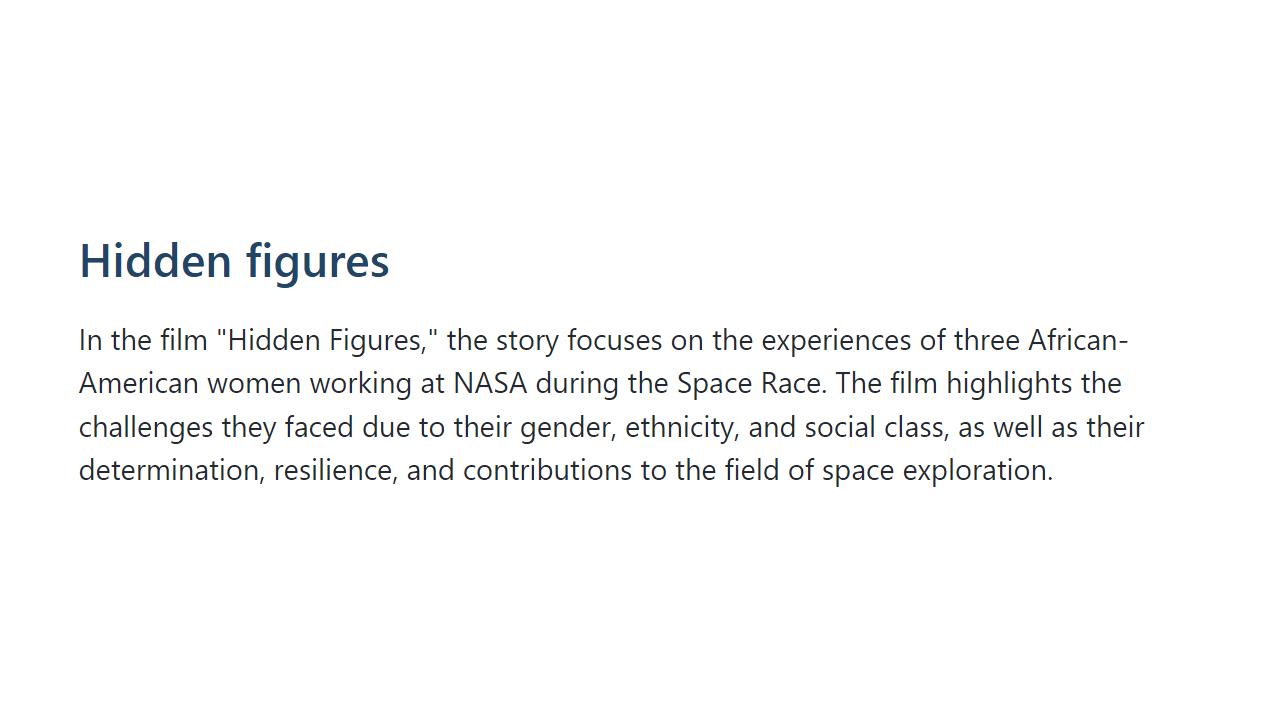 Hidden figures
In the film "Hidden Figures," the story focuses on the experiences of three African-
American women working at NASA during the Space Race. The film highlights the
challenges they faced due to their gender, ethnicity, and social class, as well as their
determination, resilience, and contributions to the field of space exploration.